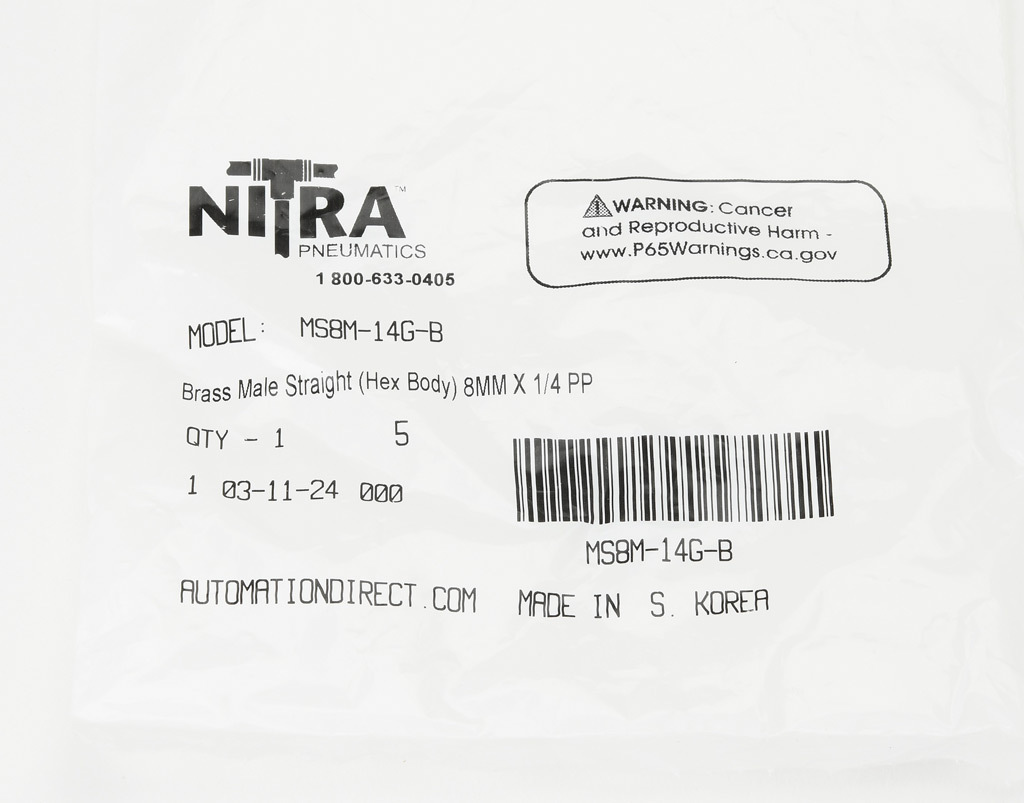 NITRA™
PNEUMATICS
1 800-633-0405
WARNING: Cancer
and Reproductive Harm -
www.P65Warnings.ca.gov
MODEL: MS8M-14G-B
Brass Male Straight (Hex Body) 8MM X 1/4 PP
QTY - 1 5
1 03-11-24 000
MS8M-14G-B
AUTOMATIONDIRECT.COM MADE IN S. KOREA